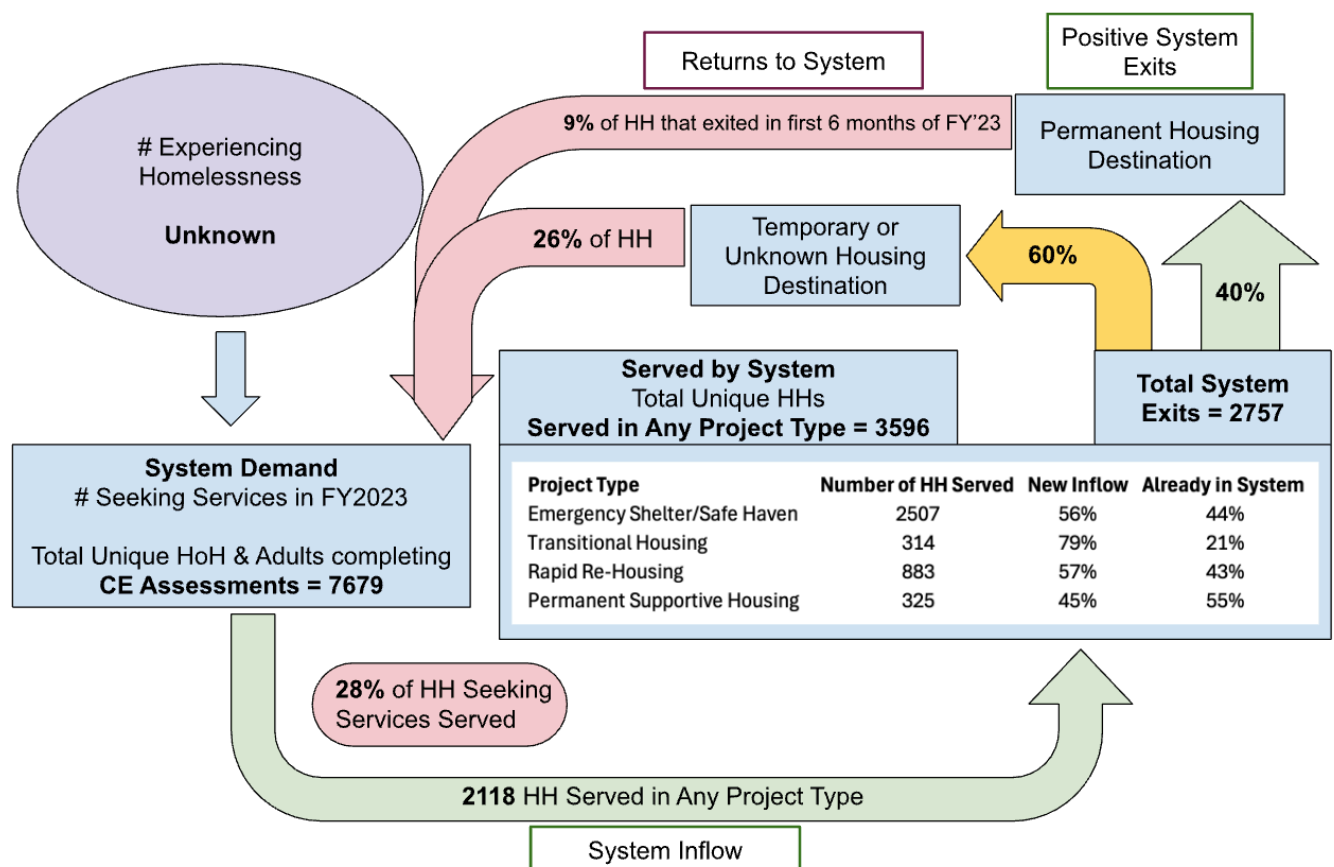 Returns to System
Positive System
Exits
# Experiencing
Homelessness
Unknown
9% of HH that exited in first 6 months of FY'23
Permanent Housing
Destination
26% of HH
Temporary or
Unknown Housing
Destination
60%
40%
Served by System
Total Unique HHs
Served in Any Project Type = 3596
Total System
Exits = 2757
System Demand
# Seeking Services in FY2023
Total Unique HoH & Adults completing
CE Assessments = 7679
Project Type Number of HH Served New Inflow Already in System
Emergency Shelter/Safe Haven 2507 56% 44%
Transitional Housing 314 79% 21%
Rapid Re-Housing 883 57% 43%
Permanent Supportive Housing 325 45% 55%
28% of HH Seeking
Services Served
2118 HH Served in Any Project Type
System Inflow